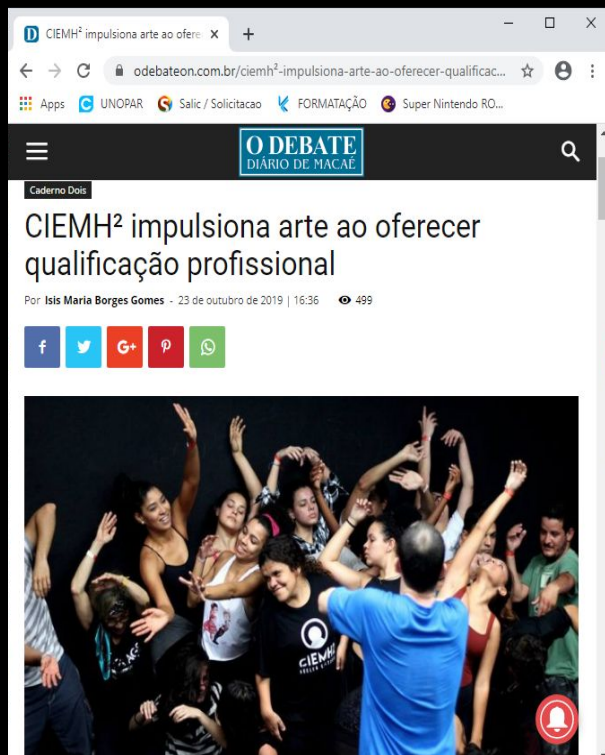 CIEMH² impulsiona arte ao ofere
odebateon.com.br/ciemh²-impulsiona-arte-ao-oferecer-qualificac...
Apps UNOPAR Salic / Solicitacao FORMATAÇÃO Super Nintendo RO...
O DEBATE
DIÁRIO DE MACAÉ
Caderno Dois
CIEMH² impulsiona arte ao oferecer
qualificação profissional
Por Isis Maria Borges Gomes - 23 de outubro de 2019 | 16:36 499
G+
CIEMH²